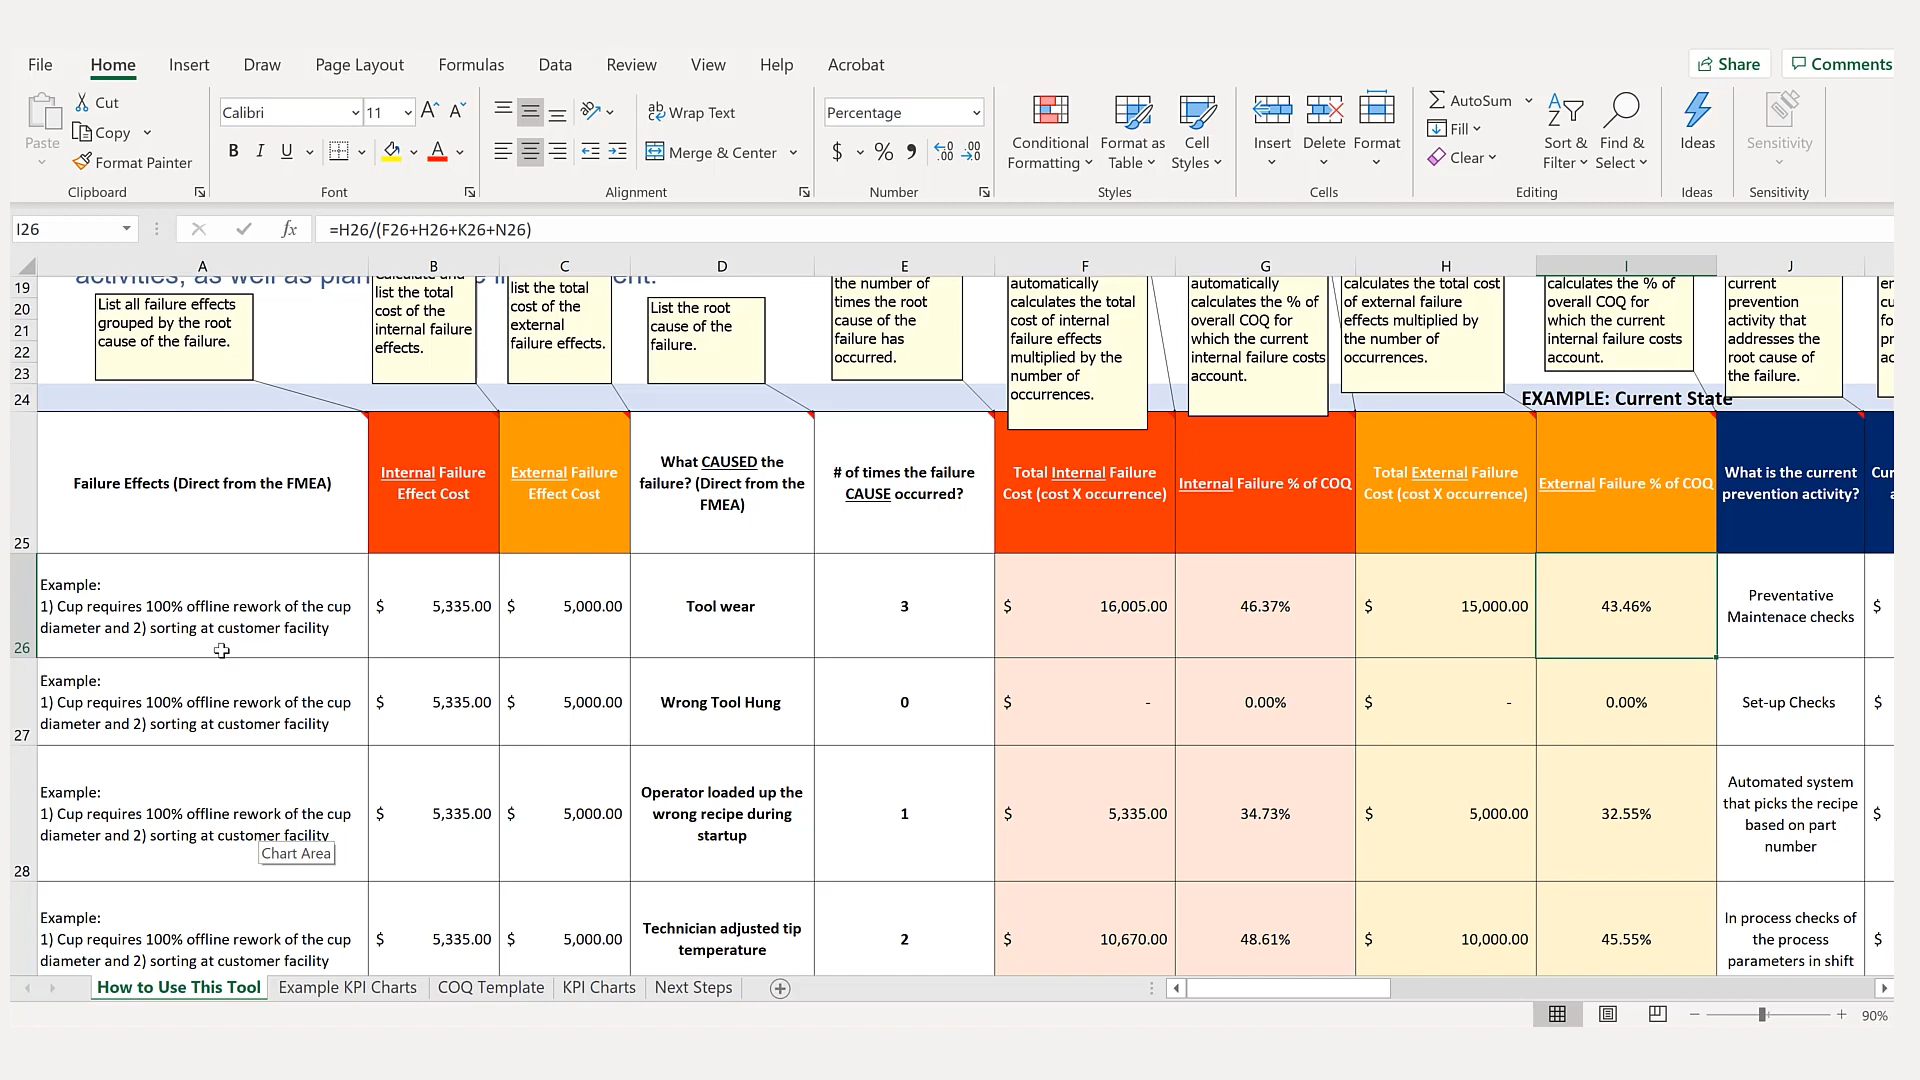 File Home Insert Draw Page Layout Formulas Data Review View Help Acrobat Share Comments
Paste
Cut
Copy
Format Painter
Clipboard
Calibri 11
B I U
Font
Wrap Text
Merge & Center
Alignment
Percentage
$ % 9
Number
Conditional
Formatting
Format as
Table
Cell
Styles
Styles
Insert Delete Format
Cells
AutoSum
Fill
Clear
Sort &
Filter
Find &
Select
Editing
Ideas
Ideas
Sensitivity
Sensitivity
I26 fx =H26/(F26+H26+K26+N26)
A B C D E F G H I J
19
20
21
22
23
24
25
26
27
28
List all failure effects
grouped by the root
cause of the failure.
list the total
cost of the
internal failure
effects.
list the total
cost of the
external
failure effects.
List the root
cause of the
failure.
the number of
times the root
cause of the
failure has
occurred.
automatically
calculates the total
cost of internal
failure effects
multiplied by the
number of
occurrences.
automatically
calculates the % of
overall COQ for
which the current
internal failure costs
account.
calculates the total cost
of external failure
effects multiplied by
the number of
occurrences.
calculates the % of
overall COQ for
which the current
internal failure costs
account.
current
prevention
activity that
addresses the
root cause of
the failure.
EXAMPLE: Current State
Failure Effects (Direct from the FMEA)
Internal Failure
Effect Cost
External Failure
Effect Cost
What CAUSED the
failure? (Direct from the
FMEA)
# of times the failure
CAUSE occurred?
Total Internal Failure
Cost (cost X occurrence)
Internal Failure % of COQ
Total External Failure
Cost (cost X occurrence)
External Failure % of COQ
What is the current
prevention activity?
Example:
1) Cup requires 100% offline rework of the cup
diameter and 2) sorting at customer facility
$ 5,335.00 $ 5,000.00 Tool wear 3 $ 16,005.00 46.37% $ 15,000.00 43.46%
Preventative
Maintenace checks
$
Example:
1) Cup requires 100% offline rework of the cup
diameter and 2) sorting at customer facility
$ 5,335.00 $ 5,000.00 Wrong Tool Hung 0 $ - 0.00% $ - 0.00% Set-up Checks $
Example:
1) Cup requires 100% offline rework of the cup
diameter and 2) sorting at customer facility
Chart Area
$ 5,335.00 $ 5,000.00
Operator loaded up the
wrong recipe during
startup
1 $ 5,335.00 34.73% $ 5,000.00 32.55%
Automated system
that picks the recipe
based on part
number
$
Example:
1) Cup requires 100% offline rework of the cup
diameter and 2) sorting at customer facility
$ 5,335.00 $ 5,000.00
Technician adjusted tip
temperature
2 $ 10,670.00 48.61% $ 10,000.00 45.55%
In process checks of
the process
parameters in shift
$
How to Use This Tool Example KPI Charts COQ Template KPI Charts Next Steps
90%